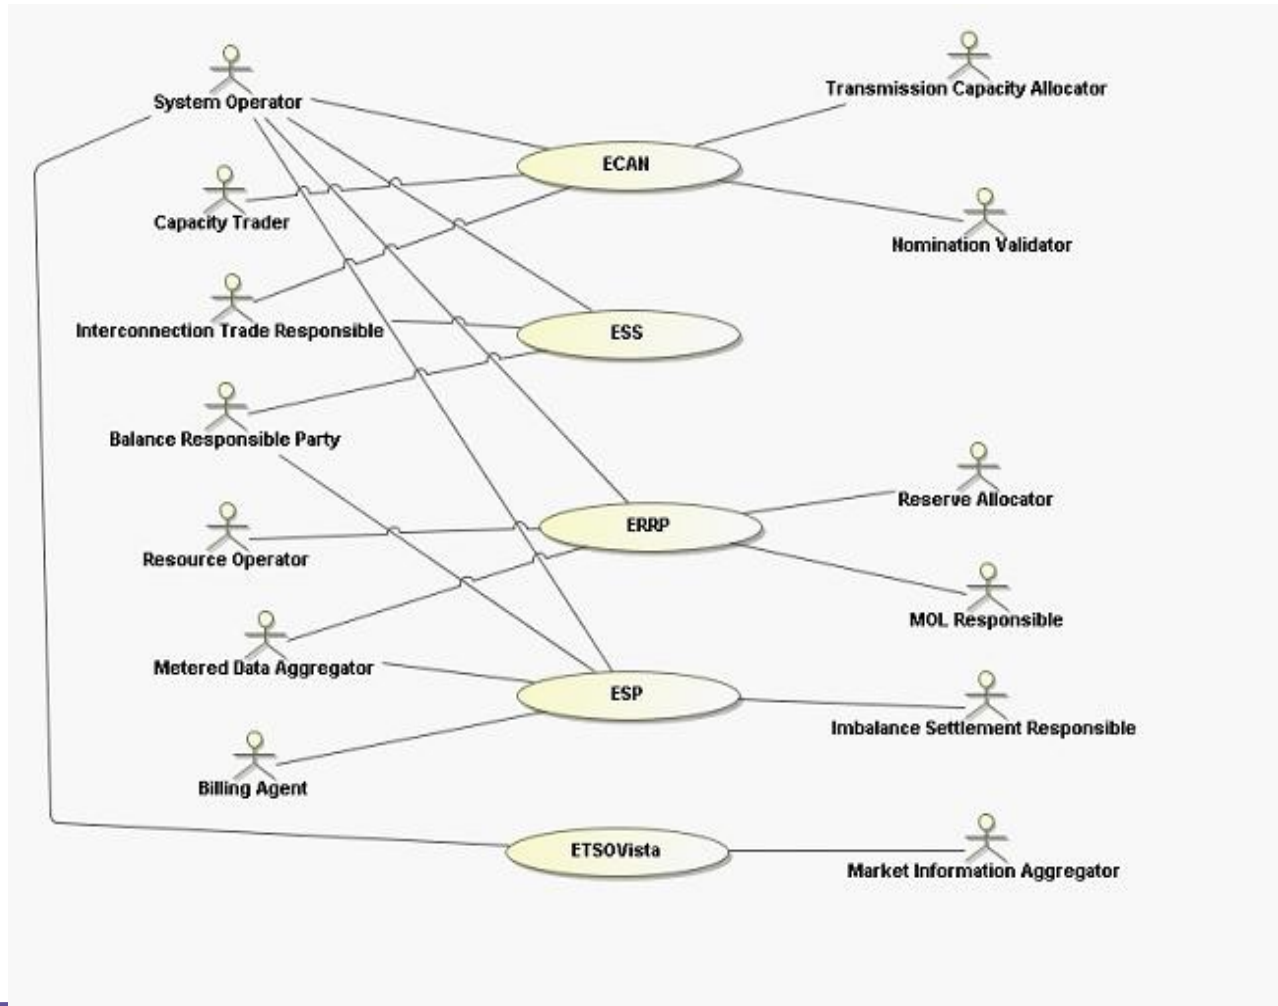 System Operator
Transmission Capacity Allocator
ECAN
Capacity Trader
Nomination Validator
Interconnection Trade Responsible
ESS
Balance Responsible Party
Reserve Allocator
ERRP
Resource Operator
MOL Responsible
Metered Data Aggregator
ESP
Imbalance Settlement Responsible
Billing Agent
ETSOVista
Market Information Aggregator